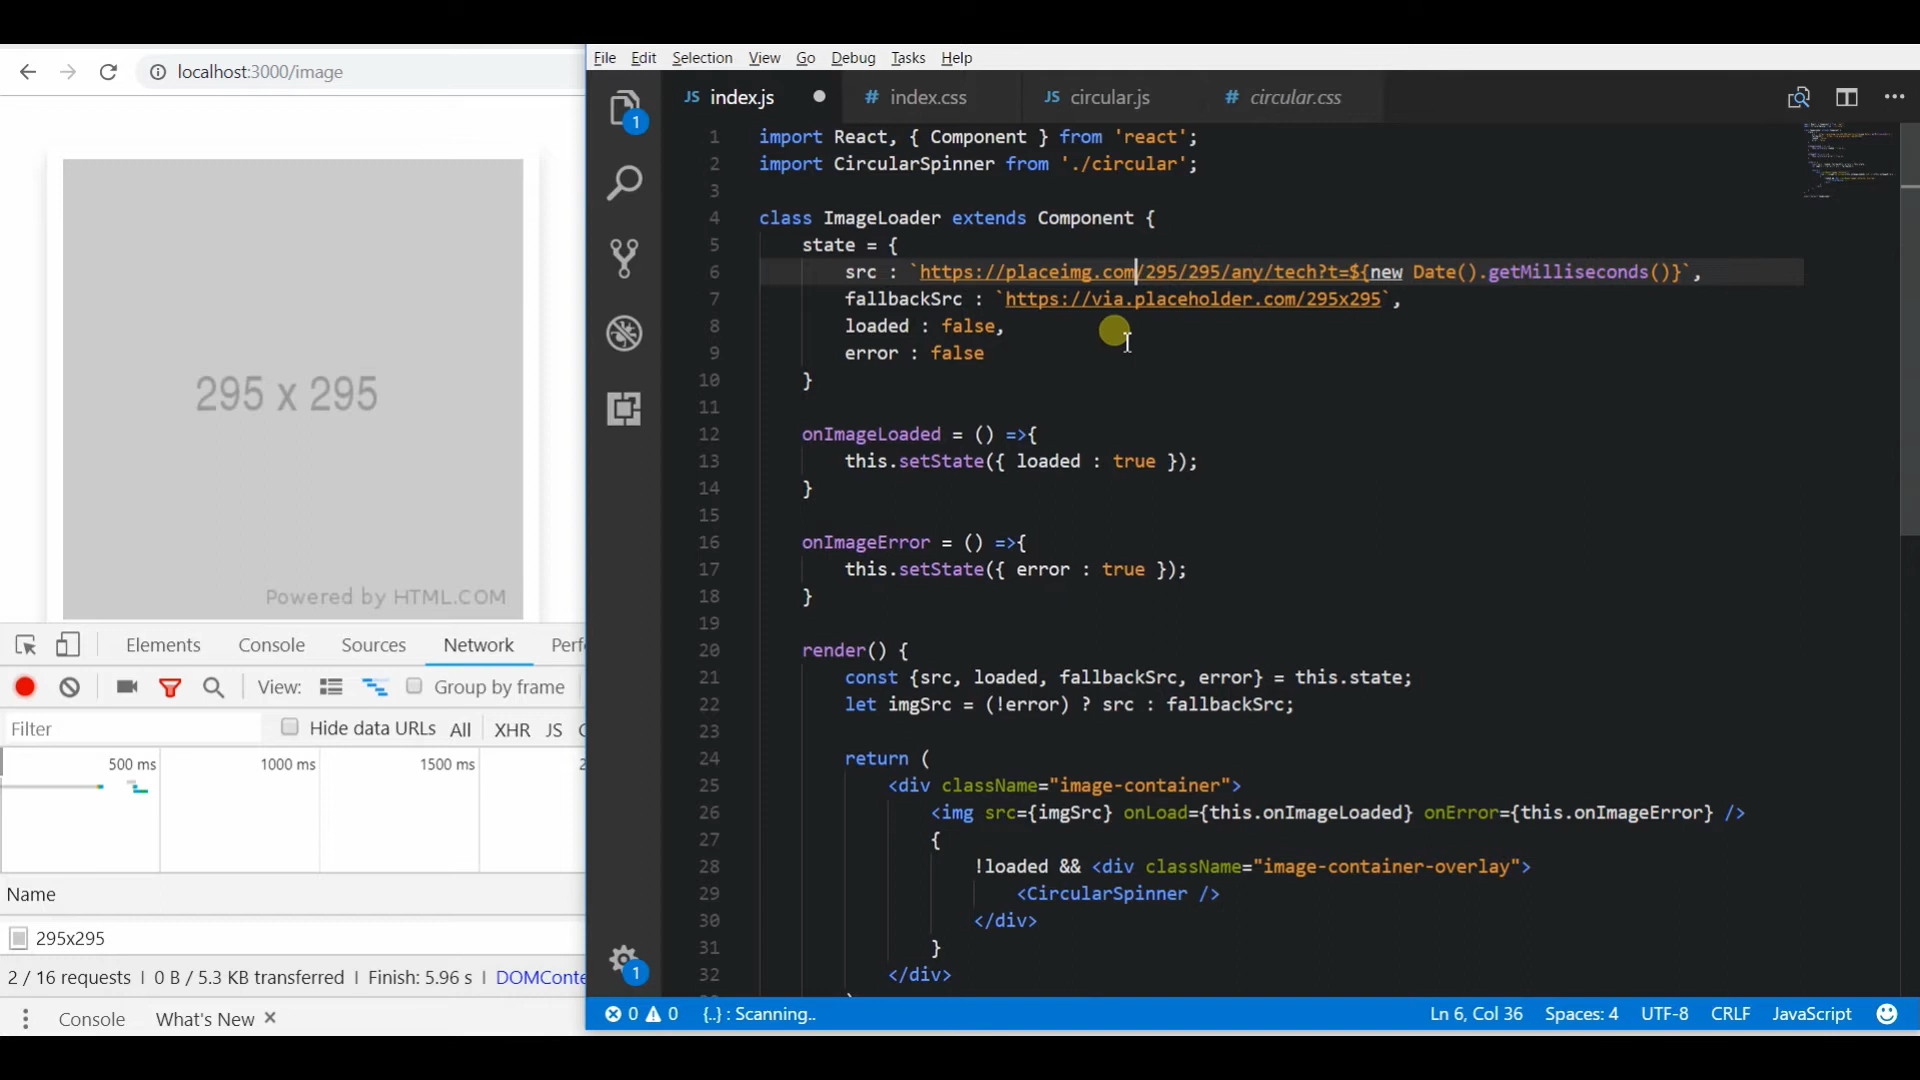 localhost:3000/image
295 x 295
Powered by HTML.COM
Elements Console Sources Network Perf
View: Group by frame
Filter Hide data URLs All XHR JS
500 ms 1000 ms 1500 ms 2
Name
295x295
2 / 16 requests | 0 B / 5.3 KB transferred | Finish: 5.96 s | DOMConte
Console What's New ×
File Edit Selection View Go Debug Tasks Help
JS index.js # index.css JS circular.js # circular.css
1
1 import React, { Component } from 'react';
2 import CircularSpinner from './circular';
3
4 class ImageLoader extends Component {
5 state = {
6 src : `https://placeimg.com/295/295/any/tech?t=${new Date().getMilliseconds()}`,
7 fallbackSrc : `https://via.placeholder.com/295x295`,
8 loaded : false,
9 error : false
10 }
11
12 onImageLoaded = () =>{
13 this.setState({ loaded : true });
14 }
15
16 onImageError = () =>{
17 this.setState({ error : true });
18 }
19
20 render() {
21 const {src, loaded, fallbackSrc, error} = this.state;
22 let imgSrc = (!error) ? src : fallbackSrc;
23
24 return (
25 <div className="image-container">
26 <img src={imgSrc} onLoad={this.onImageLoaded} onError={this.onImageError} />
27 {
28 !loaded && <div className="image-container-overlay">
29 <CircularSpinner />
30 </div>
31 }
32 </div>
1
0 0 {..} : Scanning.. Ln 6, Col 36 Spaces: 4 UTF-8 CRLF JavaScript